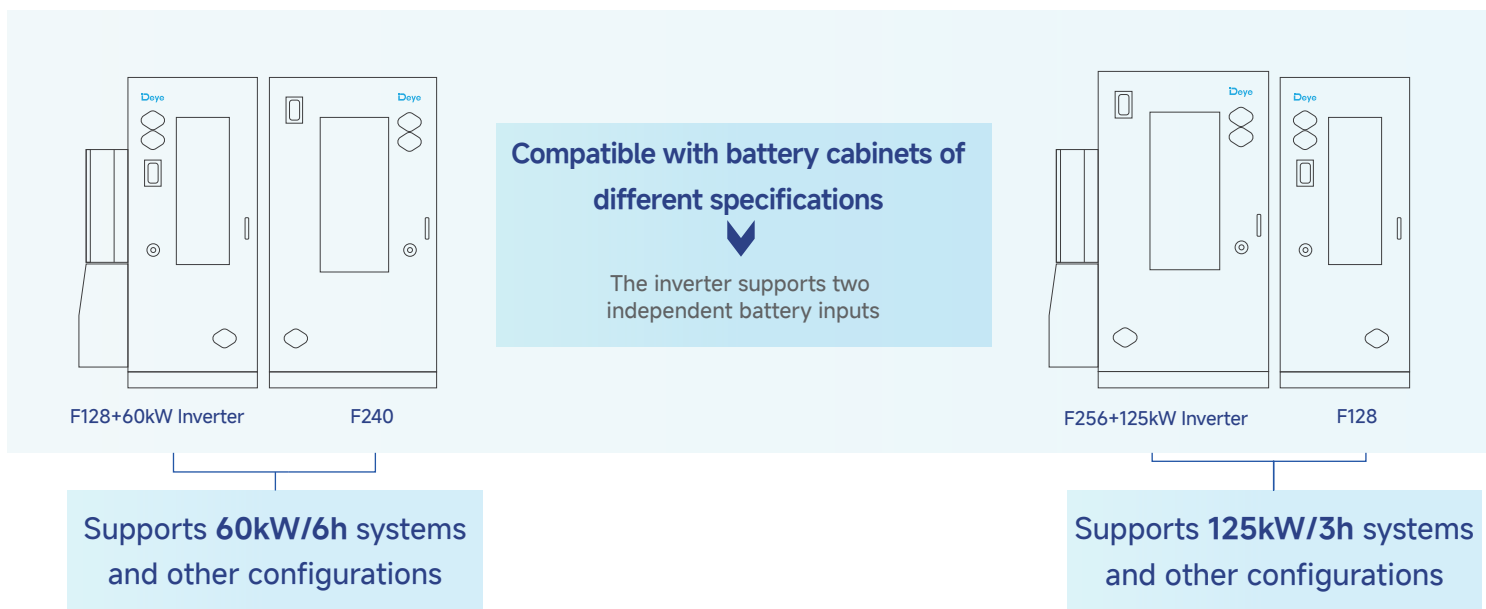 Deye
Deye
Compatible with battery cabinets of
different specifications
The inverter supports two
independent battery inputs
Deye
Deye
F128+60kW Inverter
F240
F256+125kW Inverter
F128
Supports 60kW/6h systems
and other configurations
Supports 125kW/3h systems
and other configurations